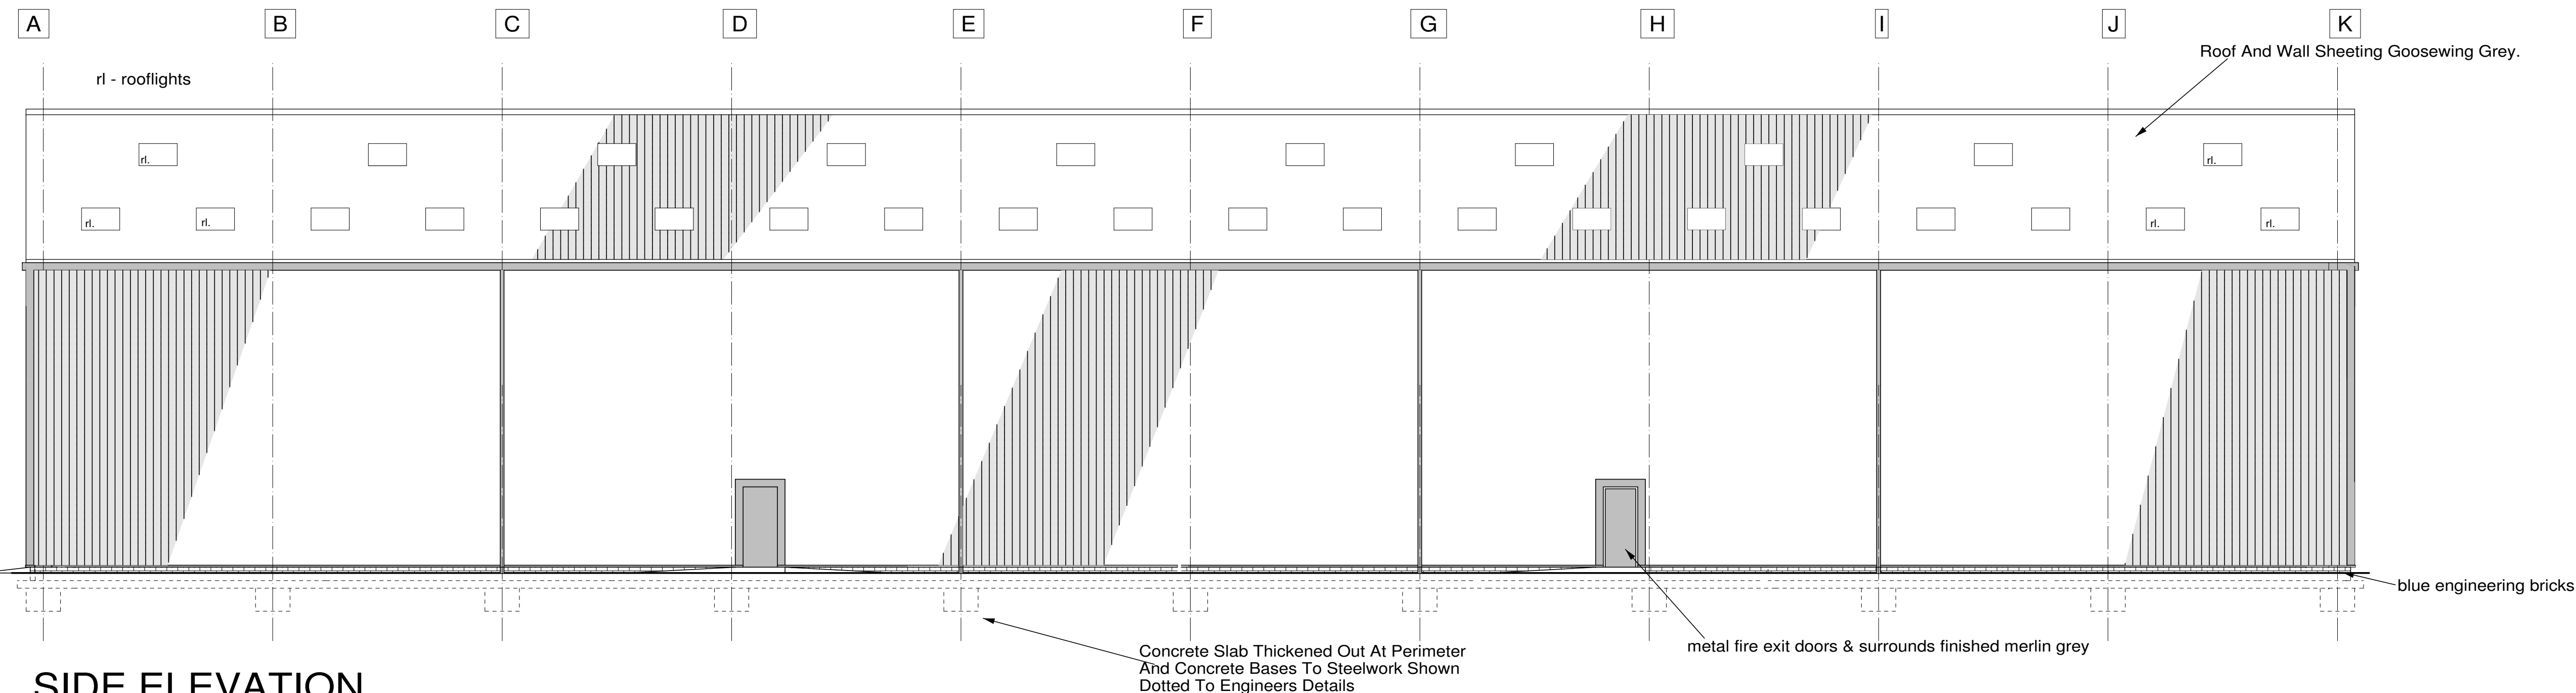 A B C D E F G H I J K
Roof And Wall Sheeting Goosewing Grey.
rl - rooflights
rl. rl.
rl. rl. rl. rl.
blue engineering bricks
metal fire exit doors & surrounds finished merlin grey
Concrete Slab Thickened Out At Perimeter
And Concrete Bases To Steelwork Shown
Dotted To Engineers Details
SIDE ELEVATION